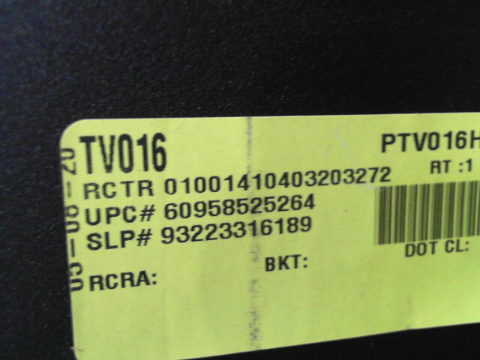 TV016 PTV016H
RCTR 01001410403203272 RT :1
UPC# 60958525264
SLP# 93223316189
DOT CL:
RCRA: BKT: